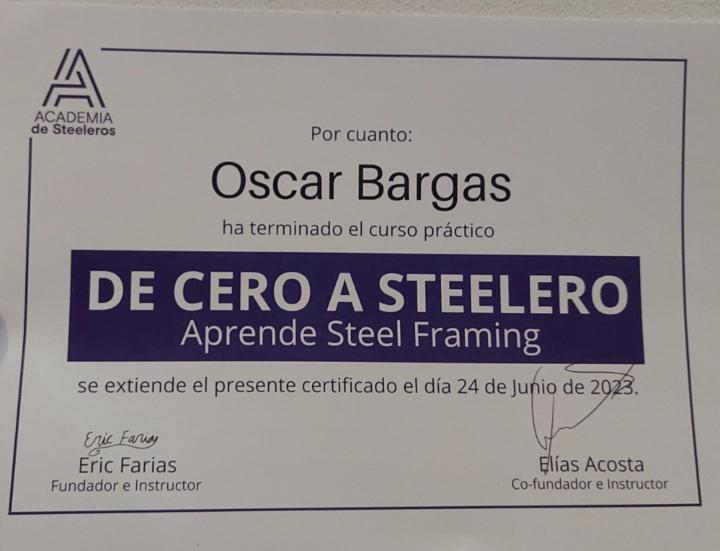 ACADEMIA
de Steeleros
Por cuanto:
Oscar Bargas
ha terminado el curso práctico
DE CERO A STEELERO
Aprende Steel Framing
se extiende el presente certificado el día 24 de Junio de 2023.
Eric Farias
Eric Farias
Fundador e Instructor
Elías Acosta
Co-fundador e Instructor